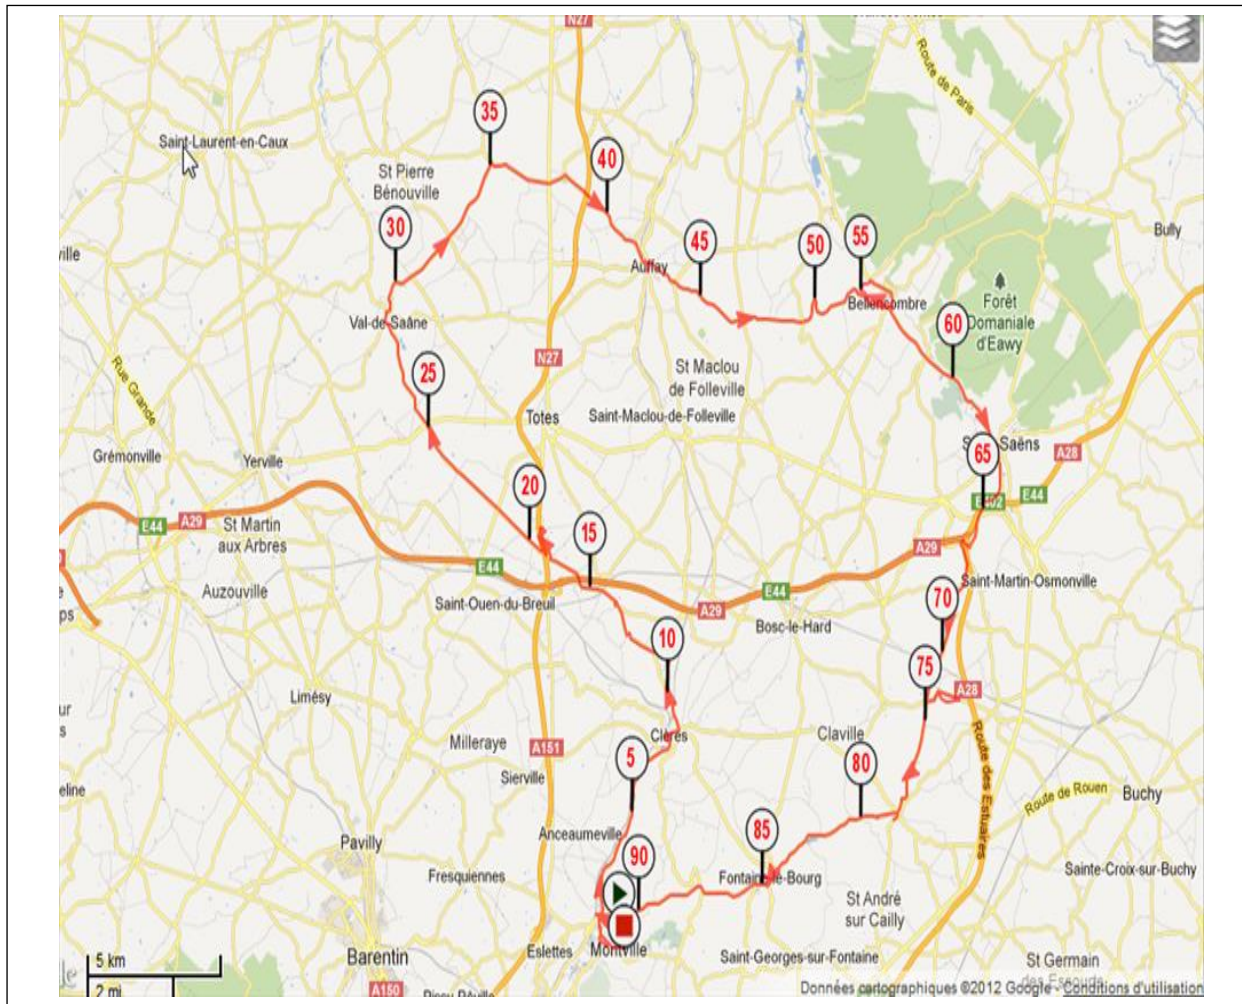 N27
Route de Paris
35
Saint-Laurent-en-Caux
40
St Pierre
Bénouville
30
45
50
55
Bully
ville
Auffay
Bellencombre
Forêt
Domaniale
d'Eawy
60
Val-de-Saâne
N27
25
St Maclou
de Folleville
Rue Grande
Totes
Saint-Maclou-de-Folleville
Saëns
65
A28
Grémonville
Yerville
20
E44
E44
A29
St Martin
aux Arbres
15
A29
E44
E44
Saint-Martin-Osmonville
Auzouville
Saint-Ouen-du-Breuil
A29
70
ps
Bosc-le-Hard
10
75
A28
Limésy
ur
s
Clères
Claville
Milleraye
A151
5
Sierville
80
Route des Estuaires
eline
Route de Rouen
Buchy
Anceaumeville
85
Pavilly
90
Fresquiennes
Fontaine-le-Bourg
Sainte-Croix-sur-Buchy
St André
sur Cailly
Barentin
Eslettes
Montville
Saint-Georges-sur-Fontaine
St Germain
5 km
2 mi
A150
Données cartographiques ©2012 Google - Conditions d'utilisation